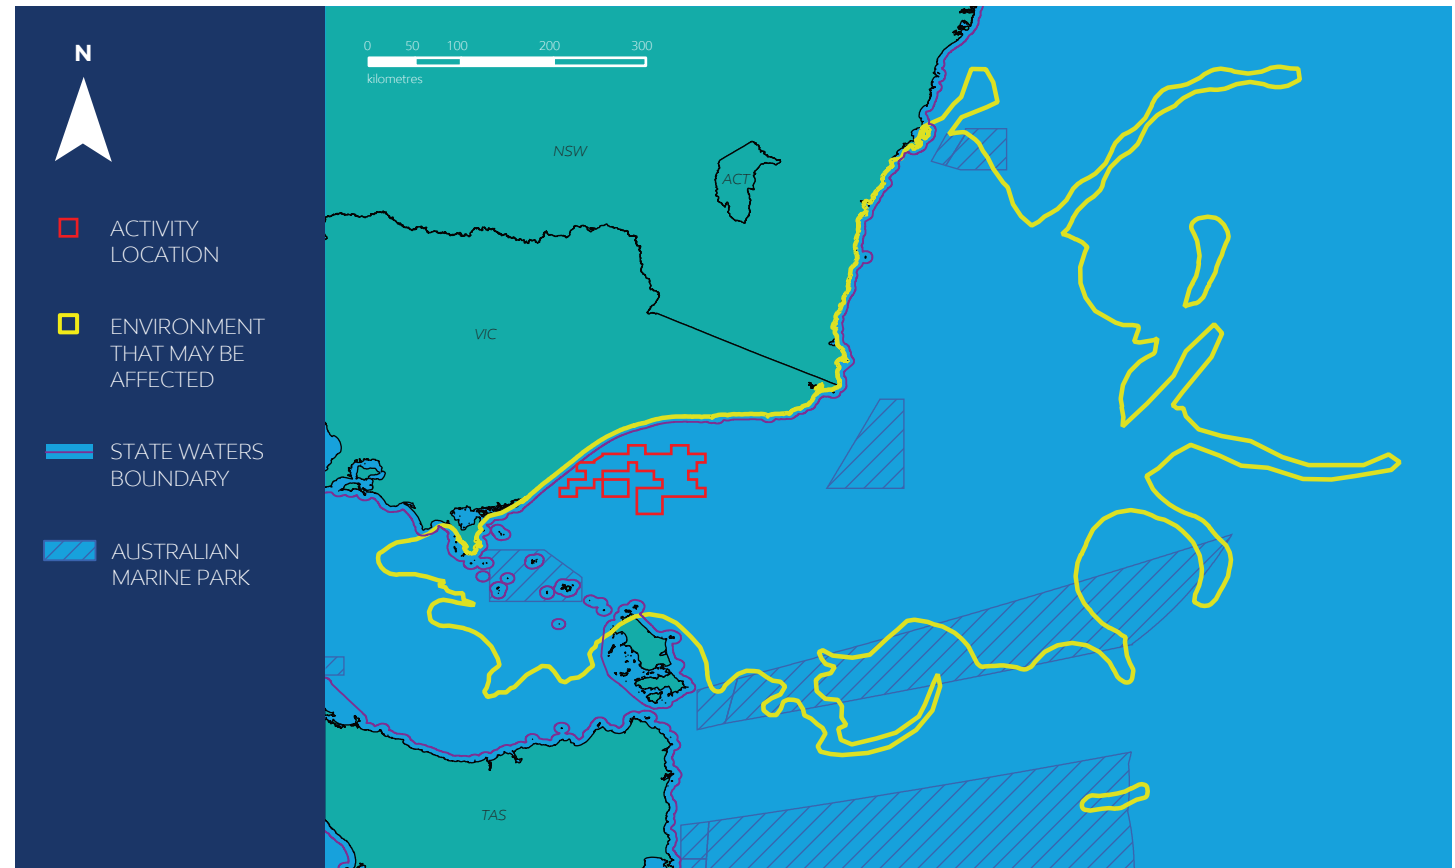 N
ACTIVITY
LOCATION
ENVIRONMENT
THAT MAY BE
AFFECTED
STATE WATERS
BOUNDARY
AUSTRALIAN
MARINE PARK
0 50 100 200 300
kilometres
NSW
ACT
VIC
TAS